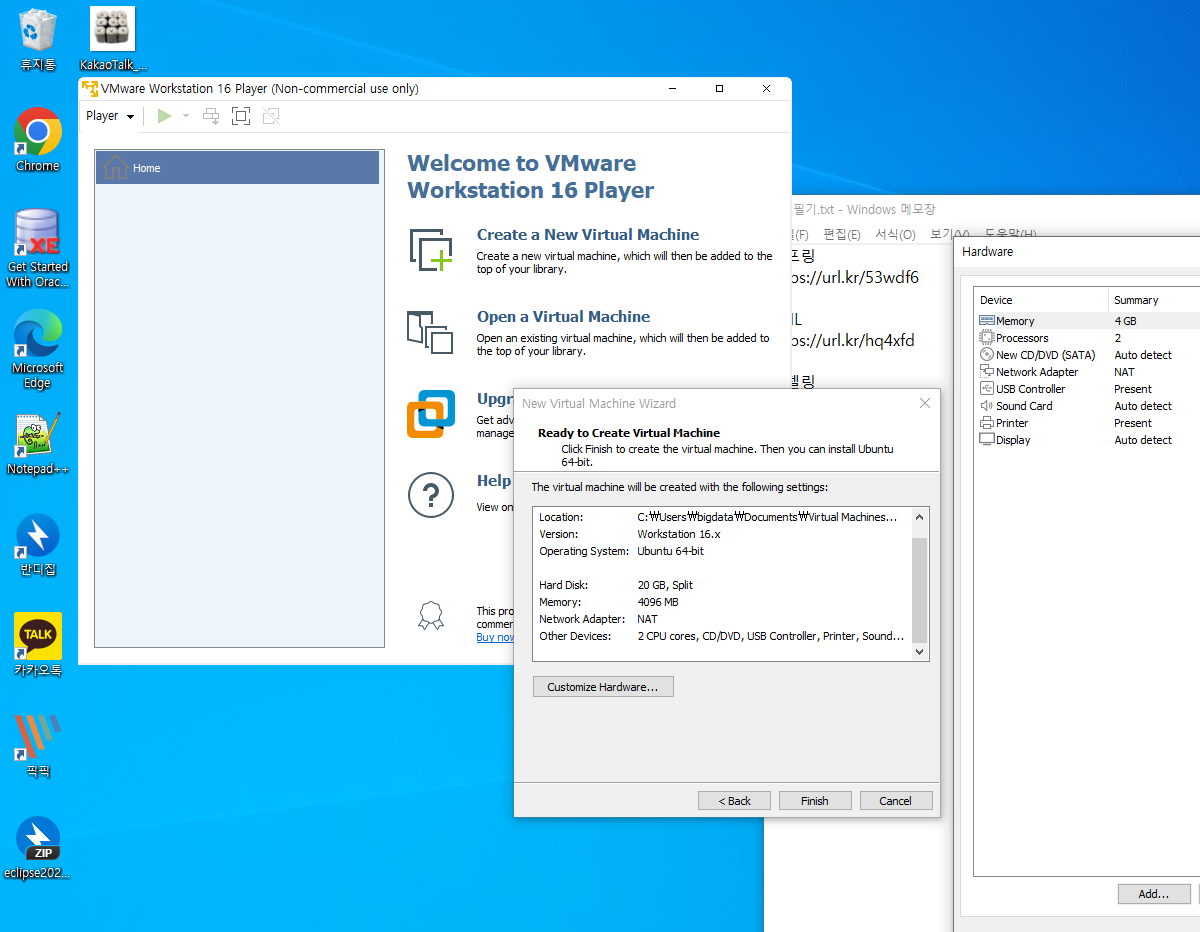 휴지통
KakaoTalk_...
Chrome
XE
Get Started
With Orac...
Microsoft
Edge
Notepad++
반디집
TALK
카카오톡
픽픽
ZIP
eclipse202...
VMware Workstation 16 Player (Non-commercial use only)
Player
Home
Welcome to VMware
Workstation 16 Player
Create a New Virtual Machine
Create a new virtual machine, which will then be added to the
top of your library.
Open a Virtual Machine
Open an existing virtual machine, which will then be added to
the top of your library.
Upgr
Get adv
manage
?
Help
View on
This pro
commer
Buy now
필기.txt - Windows 메모장
(F) 편집(E) 서식(O) 보기(V) 도움말(H)
프링
ps://url.kr/53wdf6
IL
ps://url.kr/hq4xfd
링
New Virtual Machine Wizard
Ready to Create Virtual Machine
Click Finish to create the virtual machine. Then you can install Ubuntu
64-bit.
The virtual machine will be created with the following settings:
Location: C:₩Users₩bigdata₩Documents₩Virtual Machines...
Version: Workstation 16.x
Operating System: Ubuntu 64-bit
Hard Disk: 20 GB, Split
Memory: 4096 MB
Network Adapter: NAT
Other Devices: 2 CPU cores, CD/DVD, USB Controller, Printer, Sound...
Customize Hardware...
< Back Finish Cancel
Hardware
Device Summary
Memory 4 GB
Processors 2
New CD/DVD (SATA) Auto detect
Network Adapter NAT
USB Controller Present
Sound Card Auto detect
Printer Present
Display Auto detect
Add...